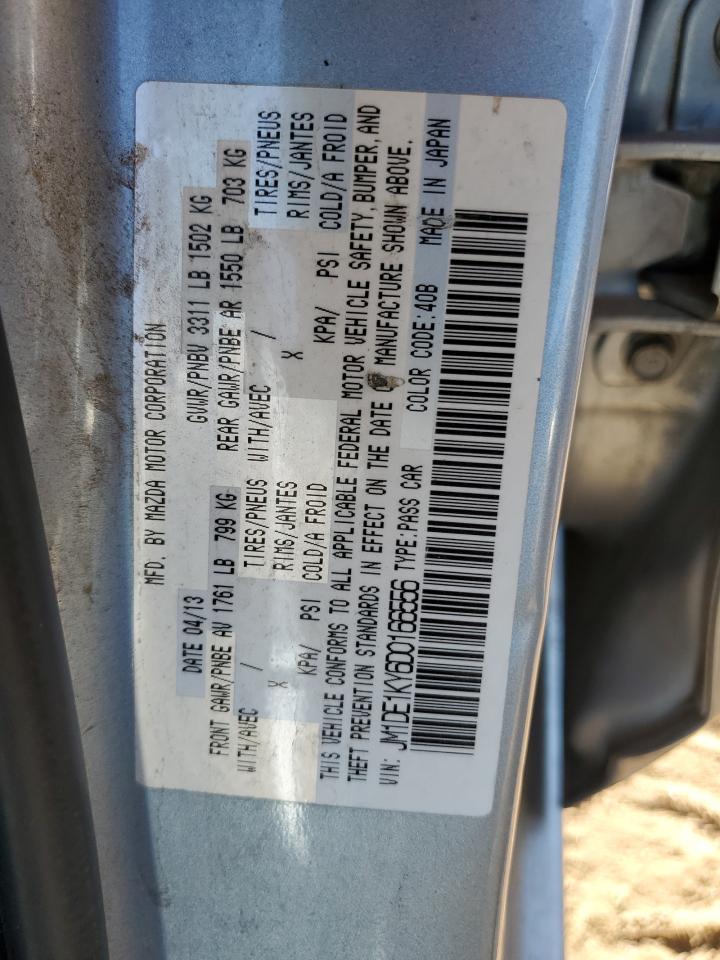 MFD. BY MAZDA MOTOR CORPORATION
DATE 04/13 GVWR/PNBV 3311 LB 1502 KG
FRONT GAWR/PNBE AV 1761 LB 799 KG REAR GAWR/PNBE AR 1550 LB 703 KG
WITH/AVEC / TIRES/PNEUS WITH/AVEC / TIRES/PNEUS
X RIMS/JANTES X RIMS/JANTES
KPA/ PSI COLD/A FROID KPA/ PSI COLD/A FROID
THIS VEHICLE CONFORMS TO ALL APPLICABLE FEDERAL MOTOR VEHICLE SAFETY, BUMPER, AND
THEFT PREVENTION STANDARDS IN EFFECT ON THE DATE MANUFACTURE SHOWN ABOVE.
VIN: JM1DE1KY6D0166556 TYPE:PASS CAR COLOR CODE:40B MADE IN JAPAN